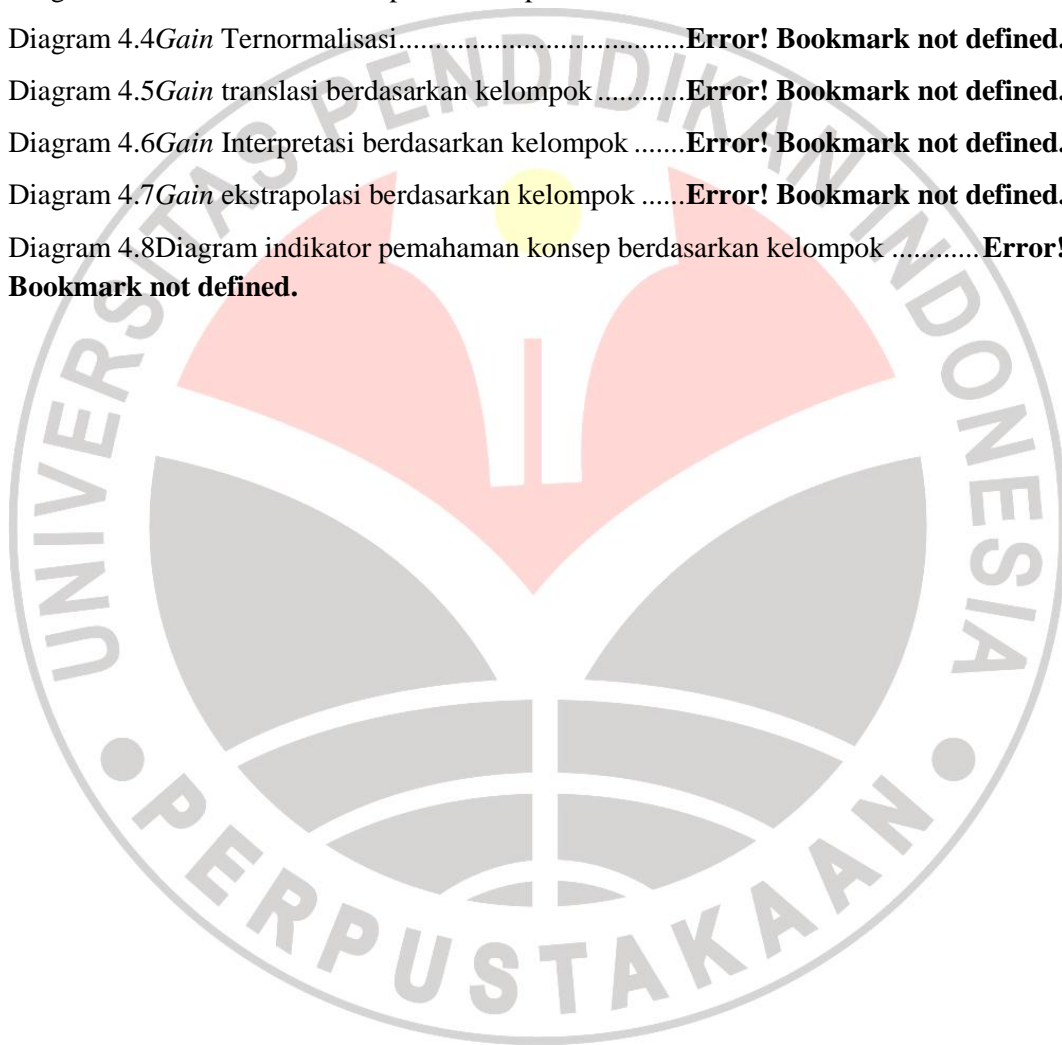 Diagram 4.4Gain Ternormalisasi....................................Error! Bookmark not defined.
Diagram 4.5Gain translasi berdasarkan kelompok............Error! Bookmark not defined.
Diagram 4.6Gain Interpretasi berdasarkan kelompok.......Error! Bookmark not defined.
Diagram 4.7Gain ekstrapolasi berdasarkan kelompok......Error! Bookmark not defined.
Diagram 4.8Diagram indikator pemahaman konsep berdasarkan kelompok............Error!
Bookmark not defined.
UNIVERSITAS PENDIDIKAN INDONESIA
PERPUSTAKAAN